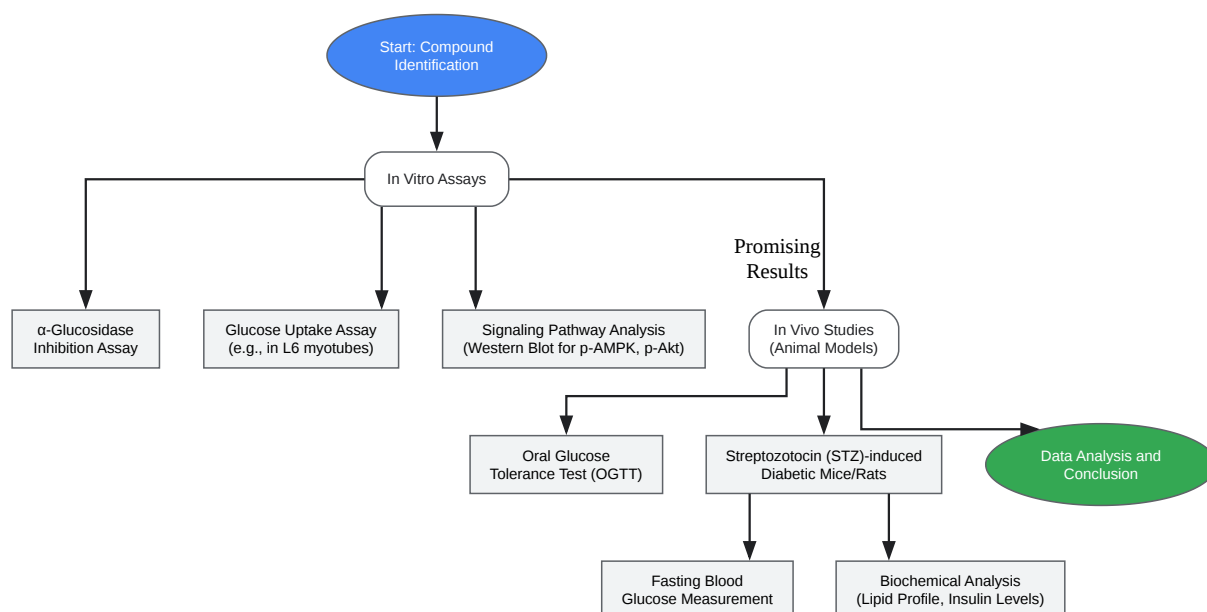 Start: Compound
Identification
In Vitro Assays
Promising
Results
α-Glucosidase
Inhibition Assay
Glucose Uptake Assay
(e.g., in L6 myotubes)
Signaling Pathway Analysis
(Western Blot for p-AMPK, p-Akt)
In Vivo Studies
(Animal Models)
Oral Glucose
Tolerance Test (OGTT)
Streptozotocin (STZ)-induced
Diabetic Mice/Rats
Data Analysis and
Conclusion
Fasting Blood
Glucose Measurement
Biochemical Analysis
(Lipid Profile, Insulin Levels)